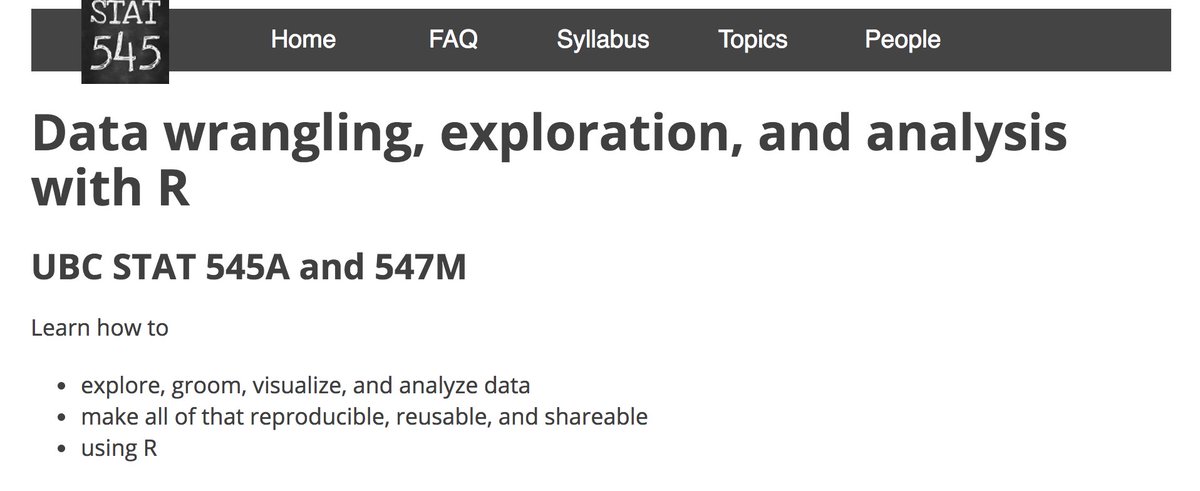 STAT
545
Home FAQ Syllabus Topics People
Data wrangling, exploration, and analysis
with R
UBC STAT 545A and 547M
Learn how to
• explore, groom, visualize, and analyze data
• make all of that reproducible, reusable, and shareable
• using R